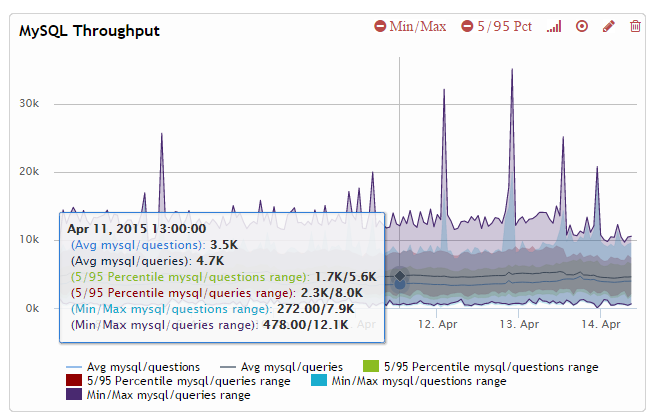 MySQL Throughput
Min/Max 5/95 Pct
30k
20k
10k
0k
Apr 11, 2015 13:00:00
(Avg mysql/questions): 3.5K
(Avg mysql/queries): 4.7K
(5/95 Percentile mysql/questions range): 1.7K/5.6K
(5/95 Percentile mysql/queries range): 2.3K/8.0K
(Min/Max mysql/questions range): 272.00/7.9K
(Min/Max mysql/queries range): 478.00/12.1K
Apr 12. Apr 13. Apr 14. Apr
Avg mysql/questions Avg mysql/queries 5/95 Percentile mysql/questions range
5/95 Percentile mysql/queries range Min/Max mysql/questions range
Min/Max mysql/queries range